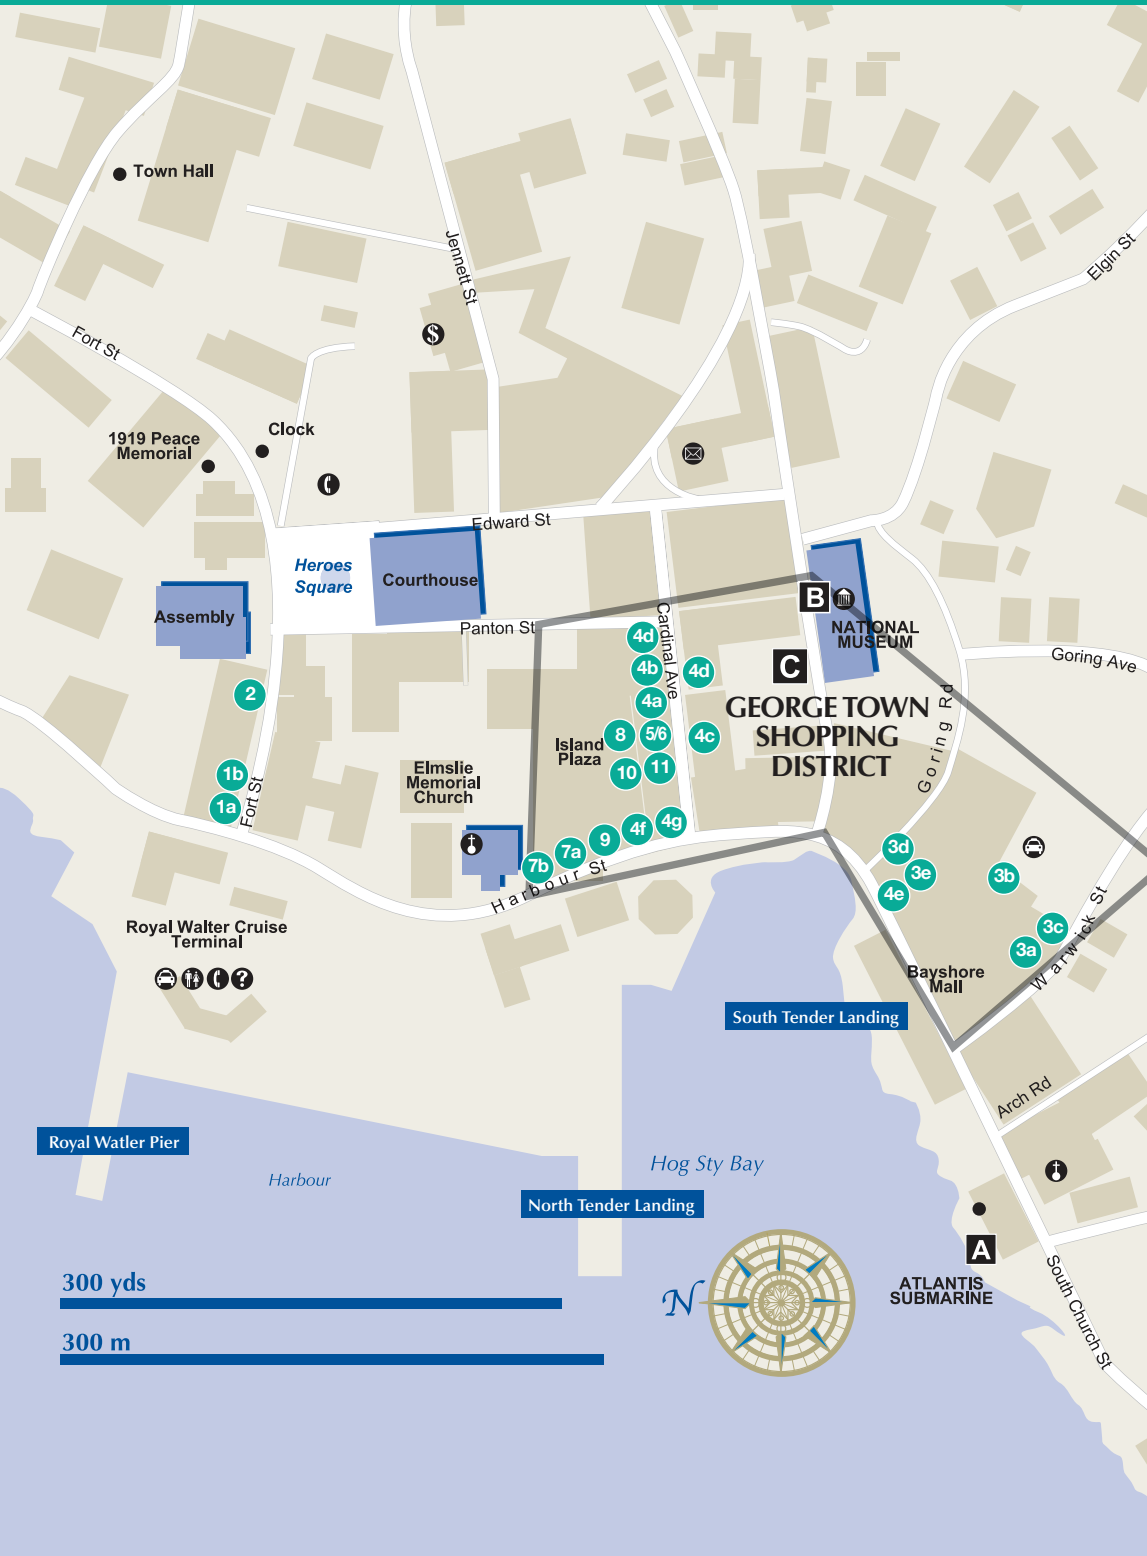 Town Hall
Jennett St
Elgin St
$
Fort St
Clock
1919 Peace
Memorial
Edward St
Heroes
Square
Courthouse
Assembly
Panton St
Cardinal Ave
B
NATIONAL
MUSEUM
C
GEORGE TOWN
SHOPPING
DISTRICT
Goring Ave
Goring Rd
4d
4b
4d
4a
8
5/6
4c
10
11
Island
Plaza
2
1b
1a
Fort St
Elmslie
Memorial
Church
7b
7a
9
4f
4g
Harbour St
3d
3e
4e
3b
3c
3a
Warwick St
Bayshore
Mall
Royal Walter Cruise
Terminal
?
South Tender Landing
Arch Rd
Royal Watler Pier
Harbour
Hog Sty Bay
North Tender Landing
A
ATLANTIS
SUBMARINE
South Church St
N
300 yds
300 m